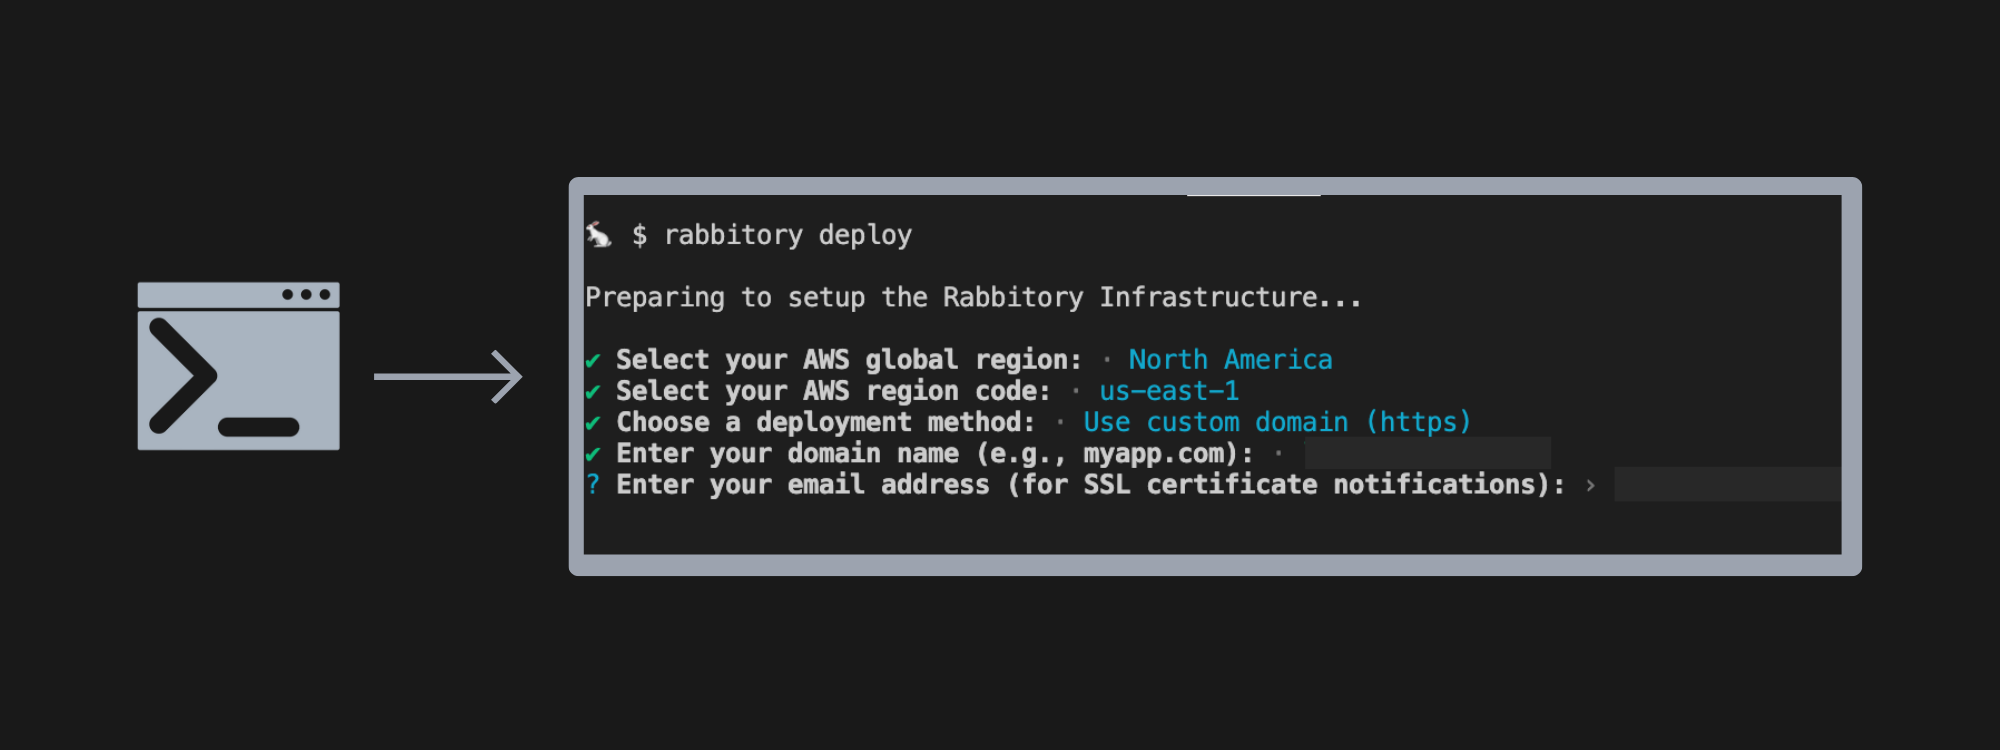 $ rabbitory deploy
Preparing to setup the Rabbitory Infrastructure...
✔ Select your AWS global region: · North America
✔ Select your AWS region code: · us-east-1
✔ Choose a deployment method: · Use custom domain (https)
✔ Enter your domain name (e.g., myapp.com): ·
? Enter your email address (for SSL certificate notifications): ›